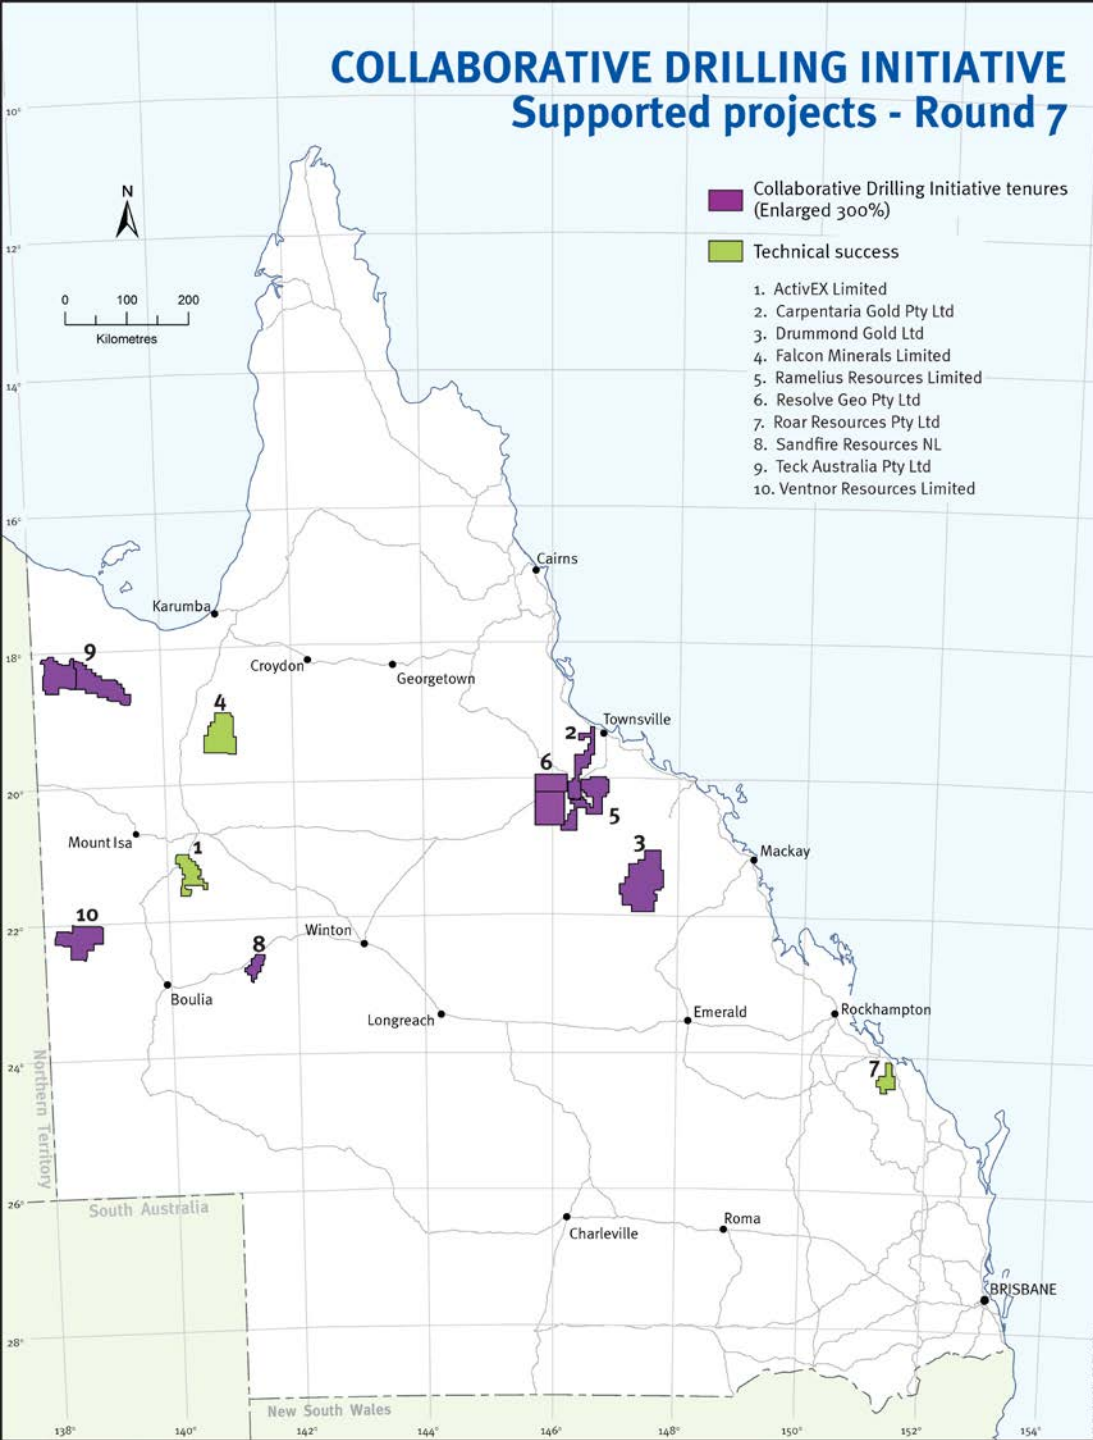 COLLABORATIVE DRILLING INITIATIVE
Supported projects - Round 7
Collaborative Drilling Initiative tenures
(Enlarged 300%)
Technical success
1. ActivEX Limited
2. Carpentaria Gold Pty Ltd
3. Drummond Gold Ltd
4. Falcon Minerals Limited
5. Ramelius Resources Limited
6. Resolve Geo Pty Ltd
7. Roar Resources Pty Ltd
8. Sandfire Resources NL
9. Teck Australia Pty Ltd
10. Ventnor Resources Limited
N
0 100 200
Kilometres
10°
12°
14°
16°
Cairns
Karumba
18°
9
Croydon
Georgetown
4
Townsville
2
6
20°
5
Mount Isa
1
3
Mackay
10
22°
Winton
8
Boulia
Longreach
Emerald
Rockhampton
24°
7
Northern Territory
26°
South Australia
Charleville
Roma
BRISBANE
28°
New South Wales
138° 140° 142° 144° 146° 148° 150° 152° 154°